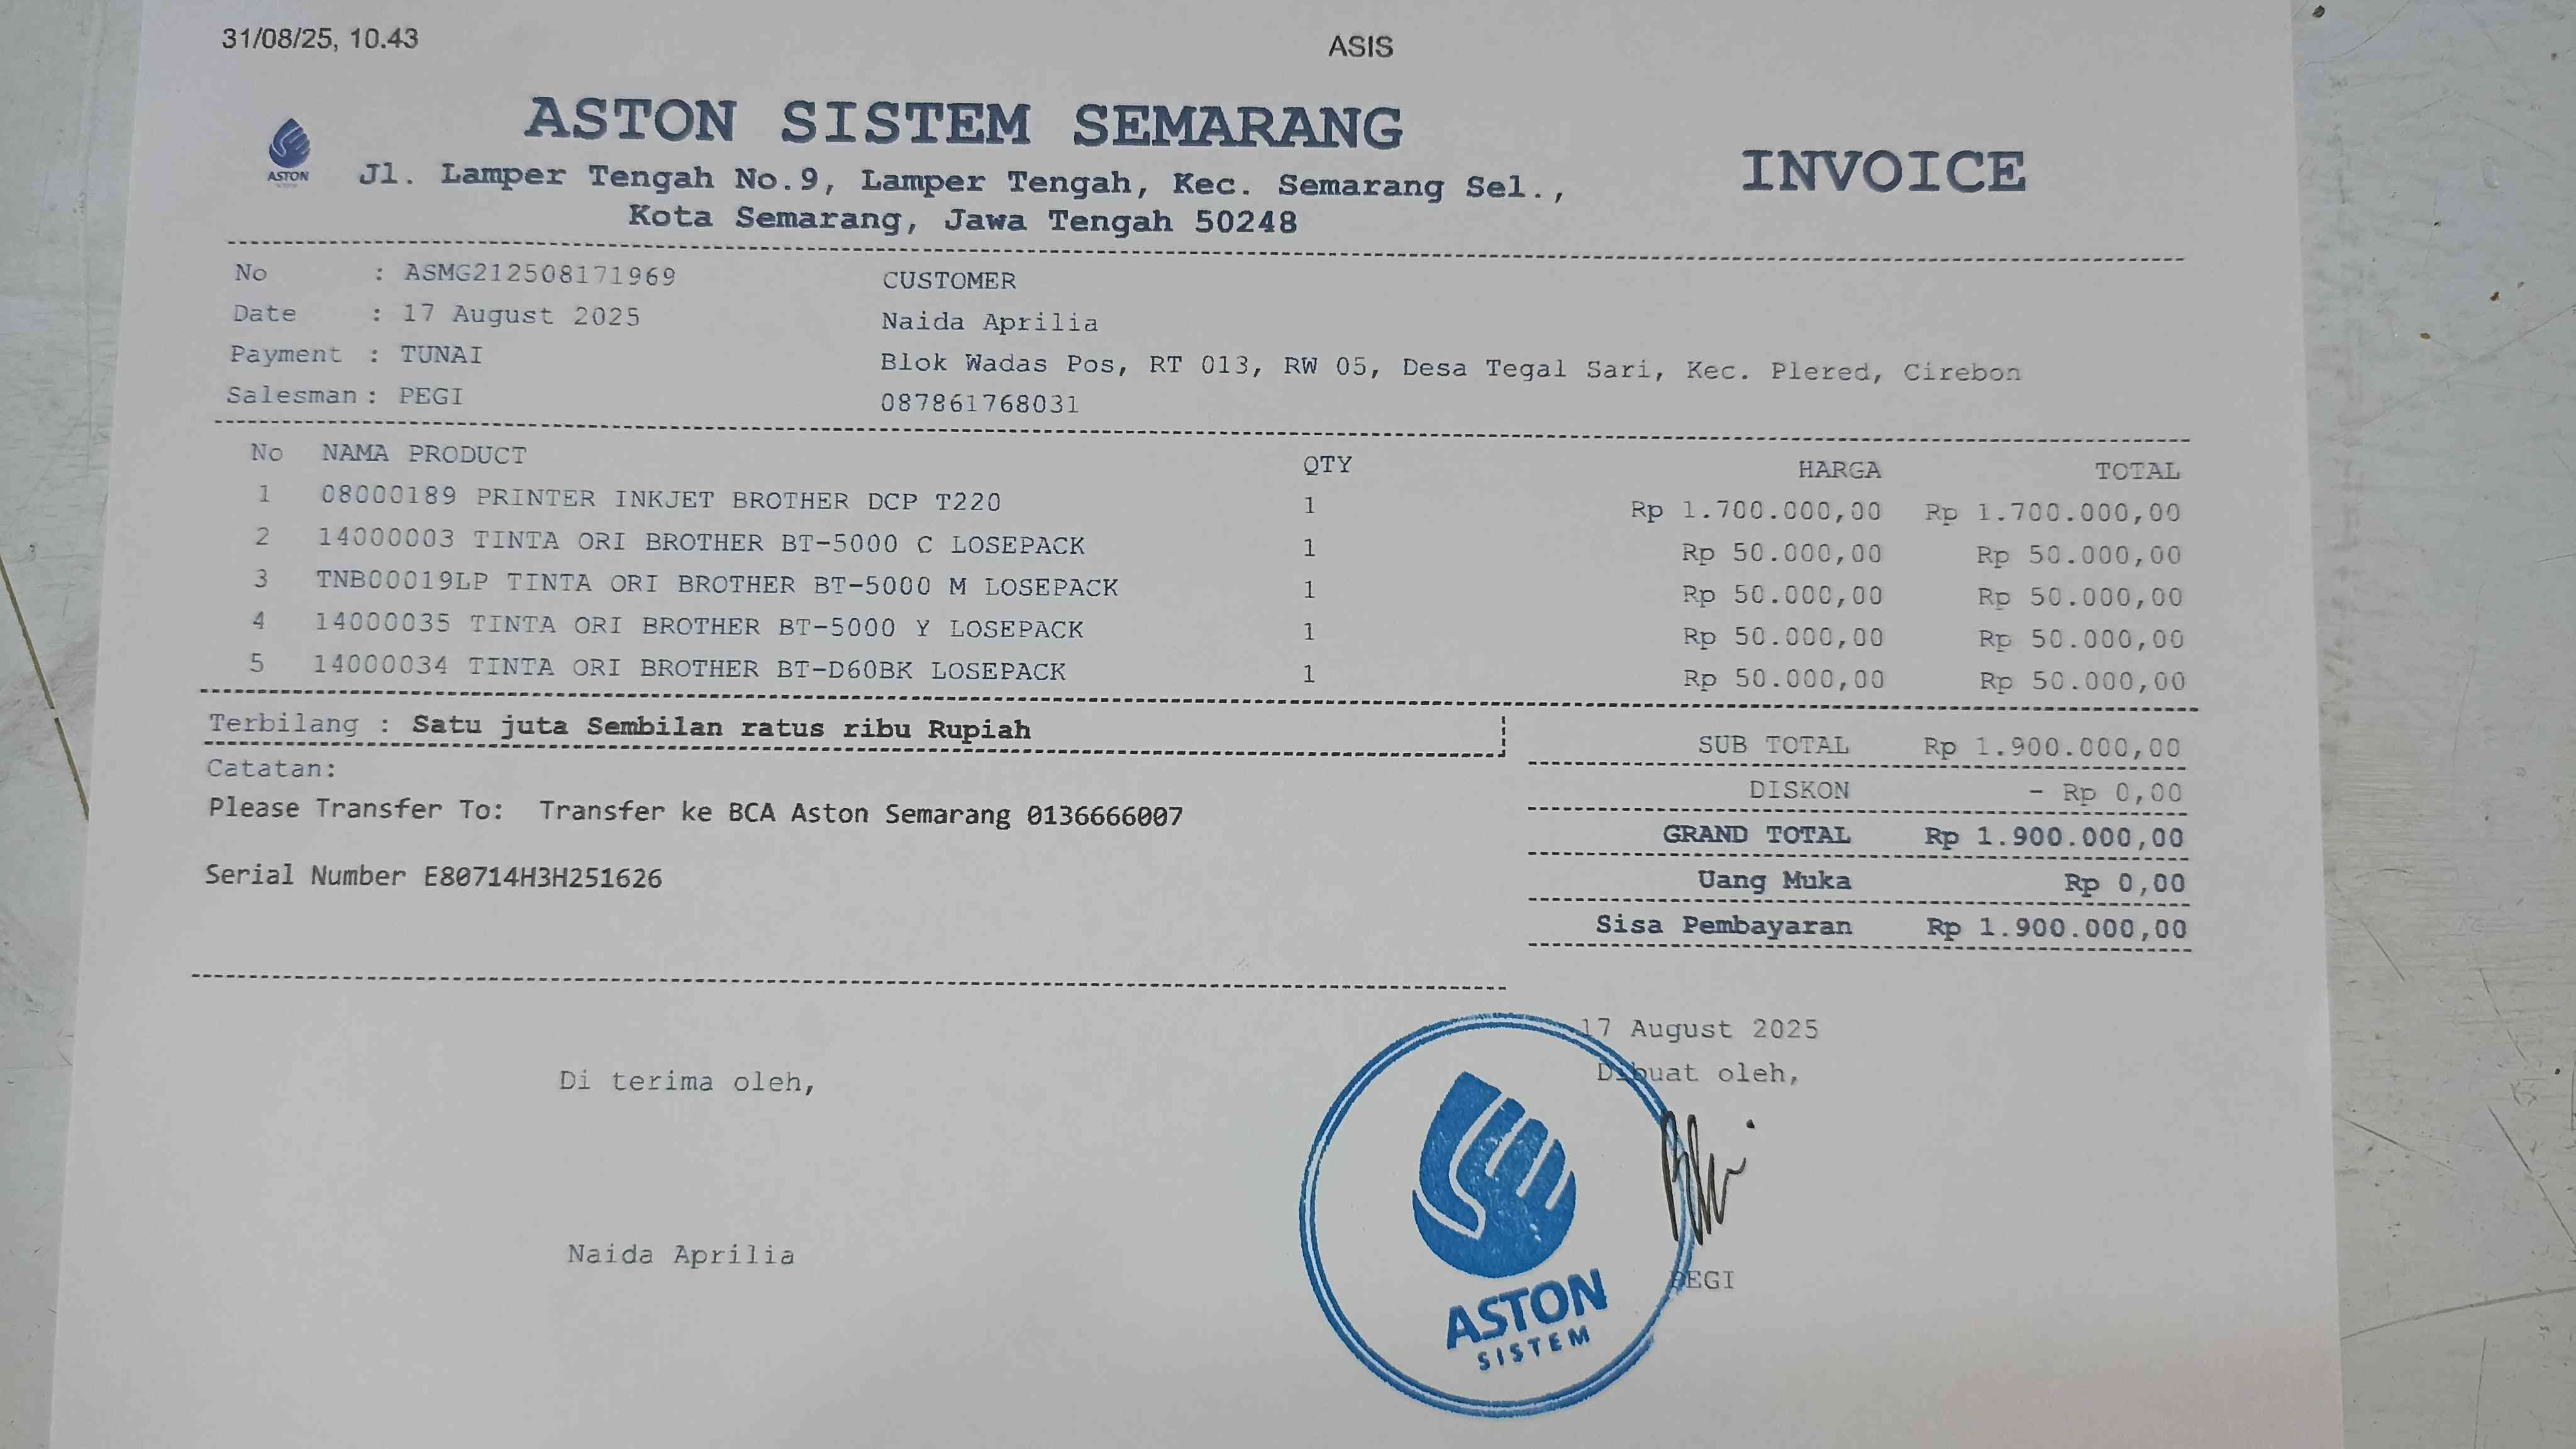 31/08/25, 10.43 ASIS
ASTON SISTEM SEMARANG
ASTON
Jl. Lamper Tengah No.9, Lamper Tengah, Kec. Semarang Sel.,
Kota Semarang, Jawa Tengah 50248
INVOICE
No : ASMG212508171969
Date : 17 August 2025
Payment : TUNAI
Salesman : PEGI
CUSTOMER
Naida Aprilia
Blok Wadas Pos, RT 013, RW 05, Desa Tegal Sari, Kec. Plered, Cirebon
087861768031
No NAMA PRODUCT QTY HARGA TOTAL
1 08000189 PRINTER INKJET BROTHER DCP T220 1 Rp 1.700.000,00 Rp 1.700.000,00
2 14000003 TINTA ORI BROTHER BT-5000 C LOSEPACK 1 Rp 50.000,00 Rp 50.000,00
3 TNB00019LP TINTA ORI BROTHER BT-5000 M LOSEPACK 1 Rp 50.000,00 Rp 50.000,00
4 14000035 TINTA ORI BROTHER BT-5000 Y LOSEPACK 1 Rp 50.000,00 Rp 50.000,00
5 14000034 TINTA ORI BROTHER BT-D60BK LOSEPACK 1 Rp 50.000,00 Rp 50.000,00
Terbilang : Satu juta Sembilan ratus ribu Rupiah
Catatan:
Please Transfer To: Transfer ke BCA Aston Semarang 0136666007
Serial Number E80714H3H251626
SUB TOTAL Rp 1.900.000,00
DISKON - Rp 0,00
GRAND TOTAL Rp 1.900.000,00
Uang Muka Rp 0,00
Sisa Pembayaran Rp 1.900.000,00
Di terima oleh,
Naida Aprilia
17 August 2025
Dibuat oleh,
PEGI
ASTON
SISTEM